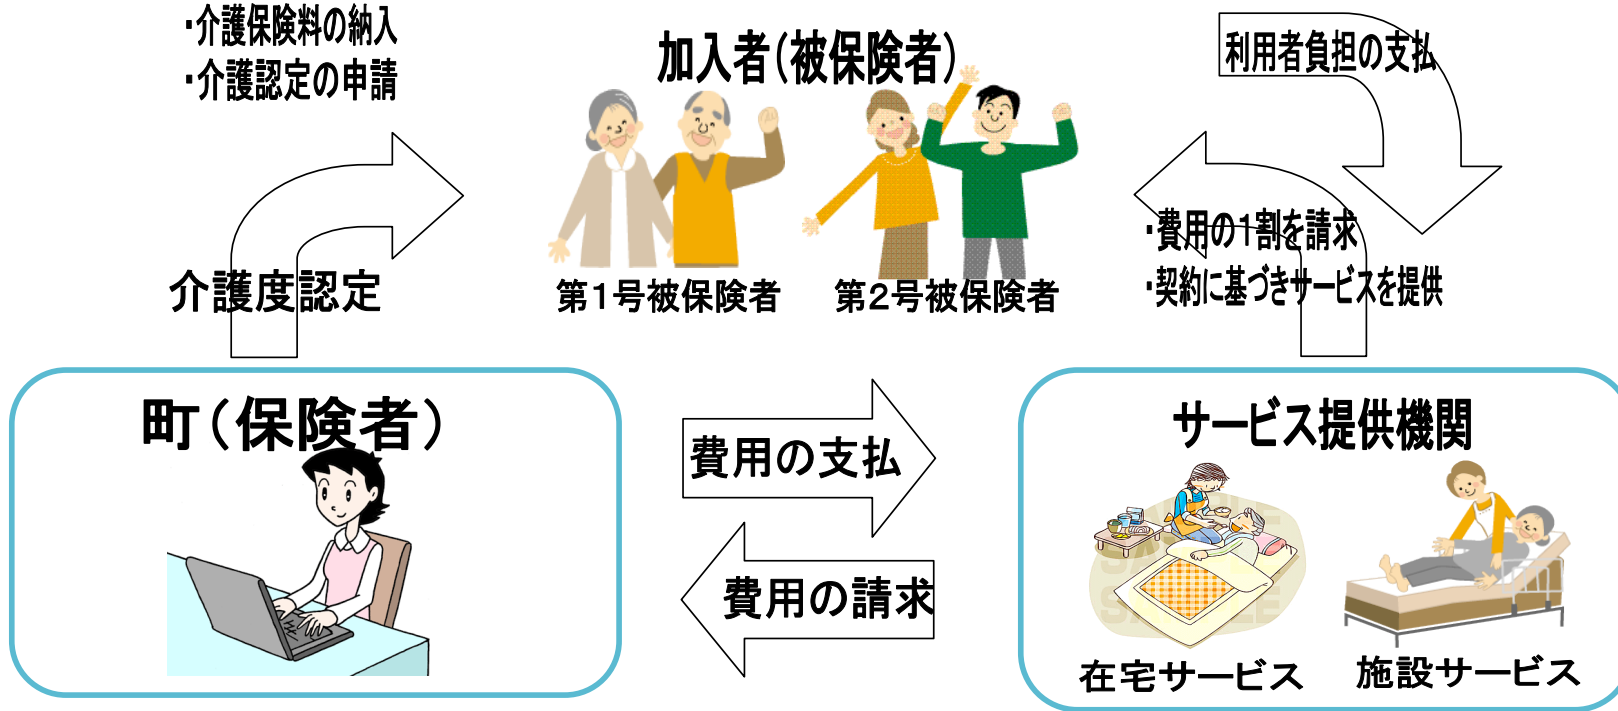 ・介護保険料の納入
・介護認定の申請
加入者（被保険者）
利用者負担の支払
・費用の1割を請求
・契約に基づきサービスを提供
介護度認定
第1号被保険者
第2号被保険者
町（保険者）
費用の支払
費用の請求
サービス提供機関
在宅サービス
施設サービス